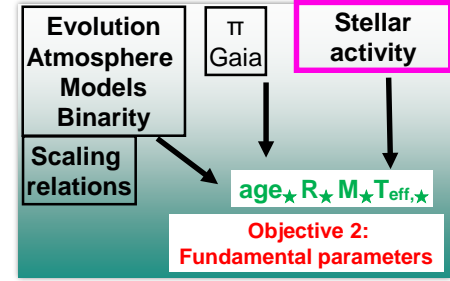 Evolution
Atmosphere
Models
Binarity
π
Gaia
Stellar
activity
Scaling
relations
age★ R★ M★Teff,★
Objective 2:
Fundamental parameters